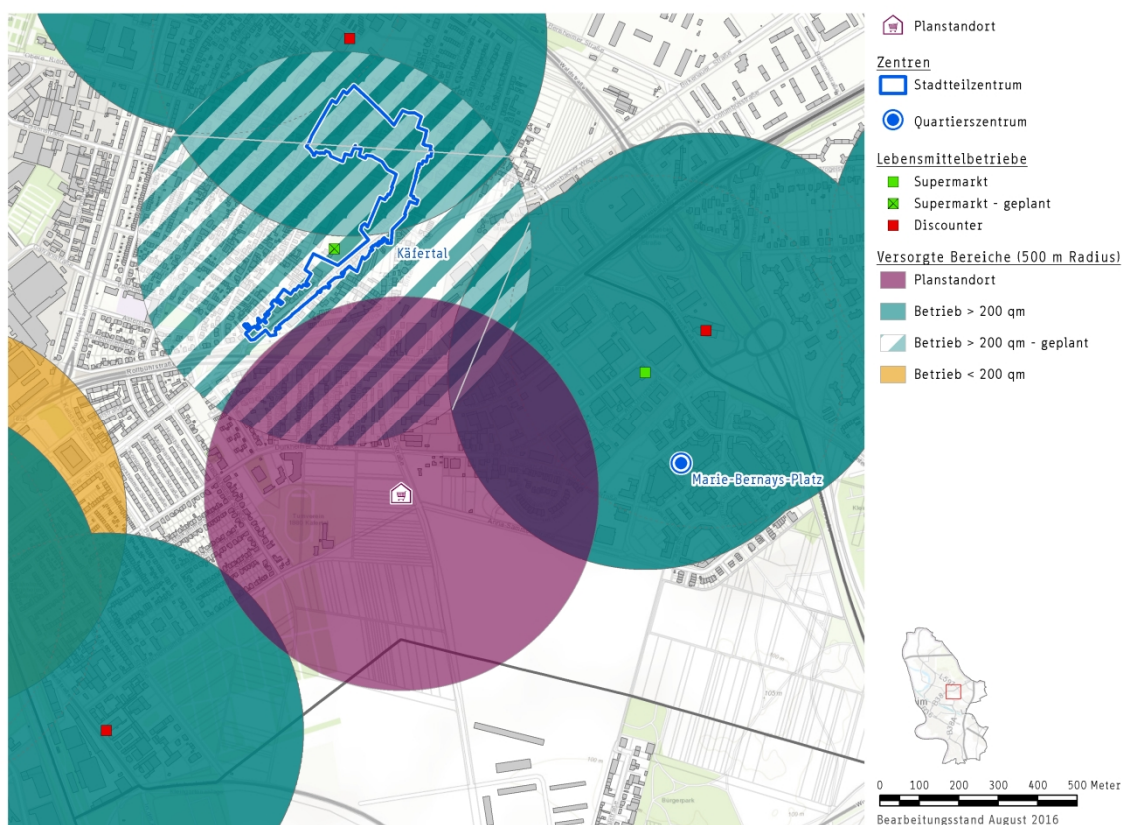 Planstandort
Zentren
Stadtteilzentrum
Quartierszentrum
Lebensmittelbetriebe
Supermarkt
Supermarkt - geplant
Discounter
Versorgte Bereiche (500 m Radius)
Planstandort
Betrieb > 200 qm
Betrieb > 200 qm - geplant
Betrieb < 200 qm
Käfertal
Marie-Bernays-Platz
Bürgerpark
0 100 200 300 400 500 Meter
Bearbeitungsstand August 2016